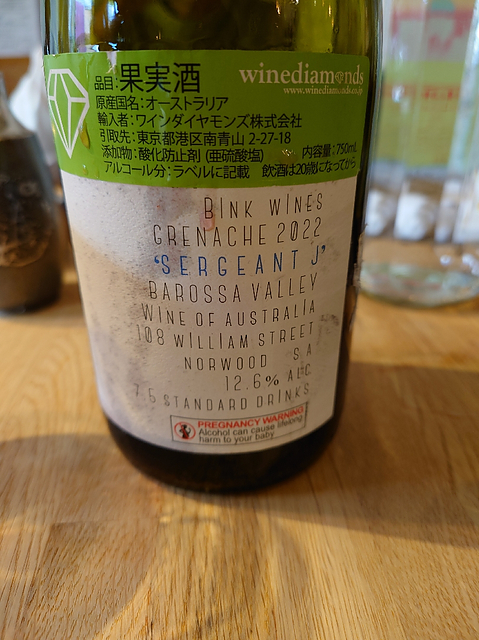 品目:果実酒
winediamonds
www.winediamonds.co.jp
原産国名:オーストラリア
輸入者:ワインダイヤモンズ株式会社
引取先:東京都港区南青山 2-27-18
添加物:酸化防止剤 (亜硫酸塩) 内容量:750mL
アルコール分:ラベルに記載 飲酒は20歳になってから
BINK WINES
GRENACHE 2022
'SERGEANT J'
BAROSSA VALLEY
WINE OF AUSTRALIA
108 WILLIAM STREET
NORWOOD SA
12.6% ALC
7.5 STANDARD DRINKS
PREGNANCY WARNING
Alcohol can cause lifelong
harm to your baby